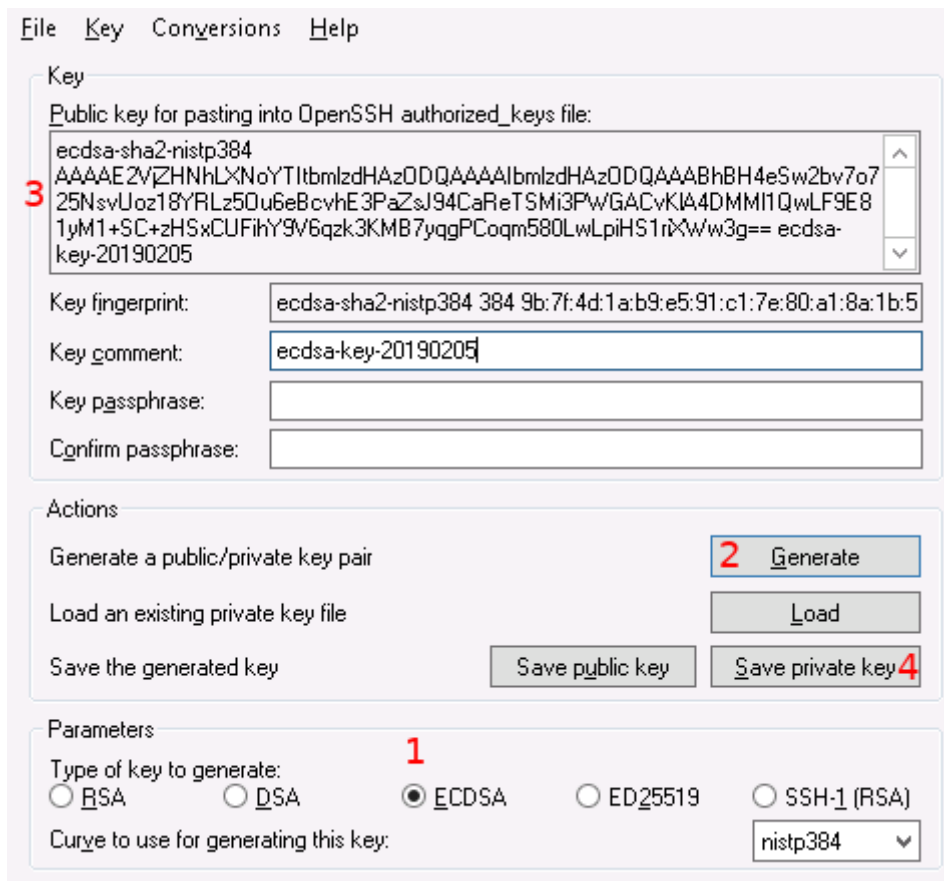 File Key Conversions Help
Key
Public key for pasting into OpenSSH authorized_keys file:
ecdsa-sha2-nistp384
3
AAAAE2VjZHNhLXNoYTItbmlzdHAzODQAAAAIbmlzdHAzODQAAABhBH4eSw2bv7o7
25NsvUoz18YRLz5Ou6eBcvhE3PaZsJ94CaReTSMi3PWGACvKlA4DMMl1QwLF9E8
1yM1+SC+zHSxCUFihY9V6qzk3KMB7yqgPCoqm580LwLpiHS1riXWw3g== ecdsa-
key-20190205
Key fingerprint: ecdsa-sha2-nistp384 384 9b:7f:4d:1a:b9:e5:91:c1:7e:80:a1:8a:1b:5
Key comment: ecdsa-key-20190205
Key passphrase:
Confirm passphrase:
Actions
Generate a public/private key pair 2 Generate
Load an existing private key file Load
Save the generated key Save public key Save private key 4
Parameters
1
Type of key to generate:
RSA DSA ECDSA ED25519 SSH-1 (RSA)
Curve to use for generating this key: nistp384